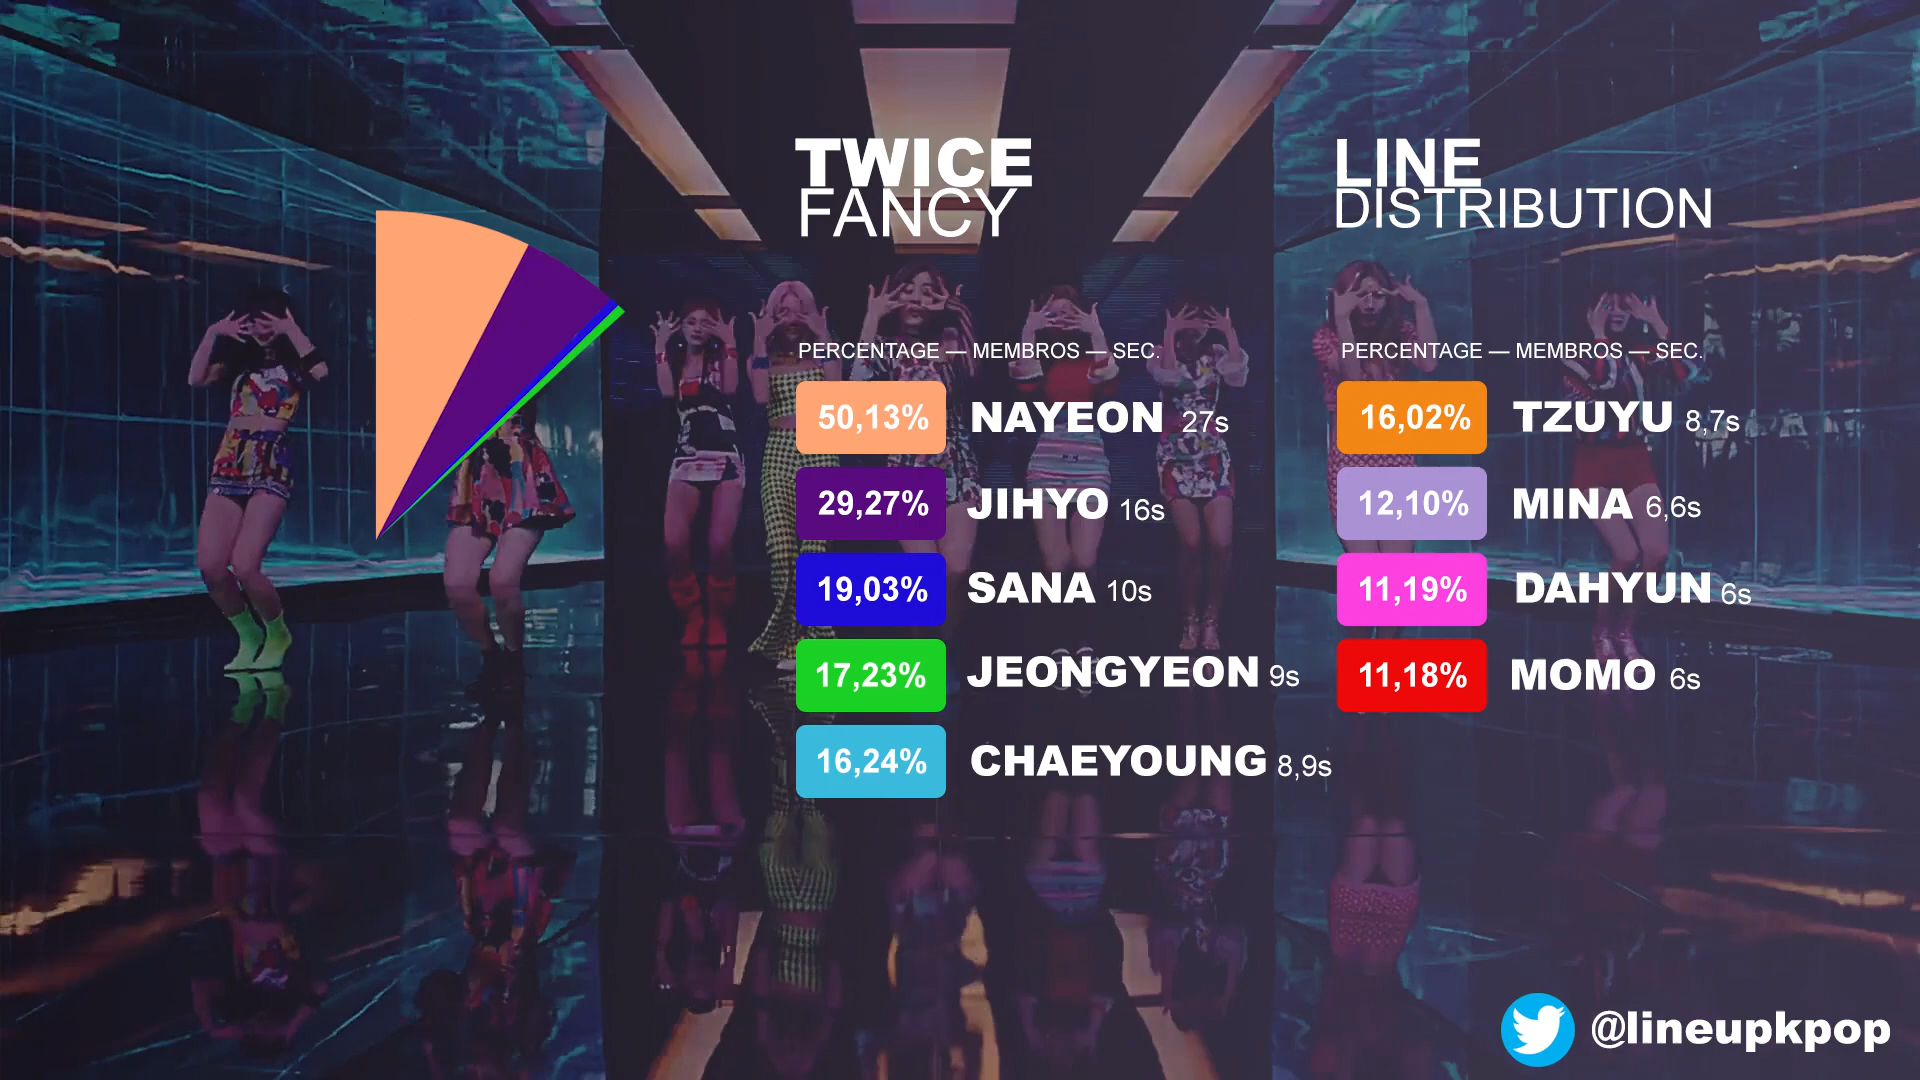 TWICE
FANCY
PERCENTAGE — MEMBROS — SEC.
50,13% NAYEON 27s
29,27% JIHYO 16s
19,03% SANA 10s
17,23% JEONGYEON 9s
16,24% CHAEYOUNG 8,9s
LINE
DISTRIBUTION
PERCENTAGE — MEMBROS — SEC.
16,02% TZUYU 8,7s
12,10% MINA 6,6s
11,19% DAHYUN 6s
11,18% MOMO 6s
@lineupkpop